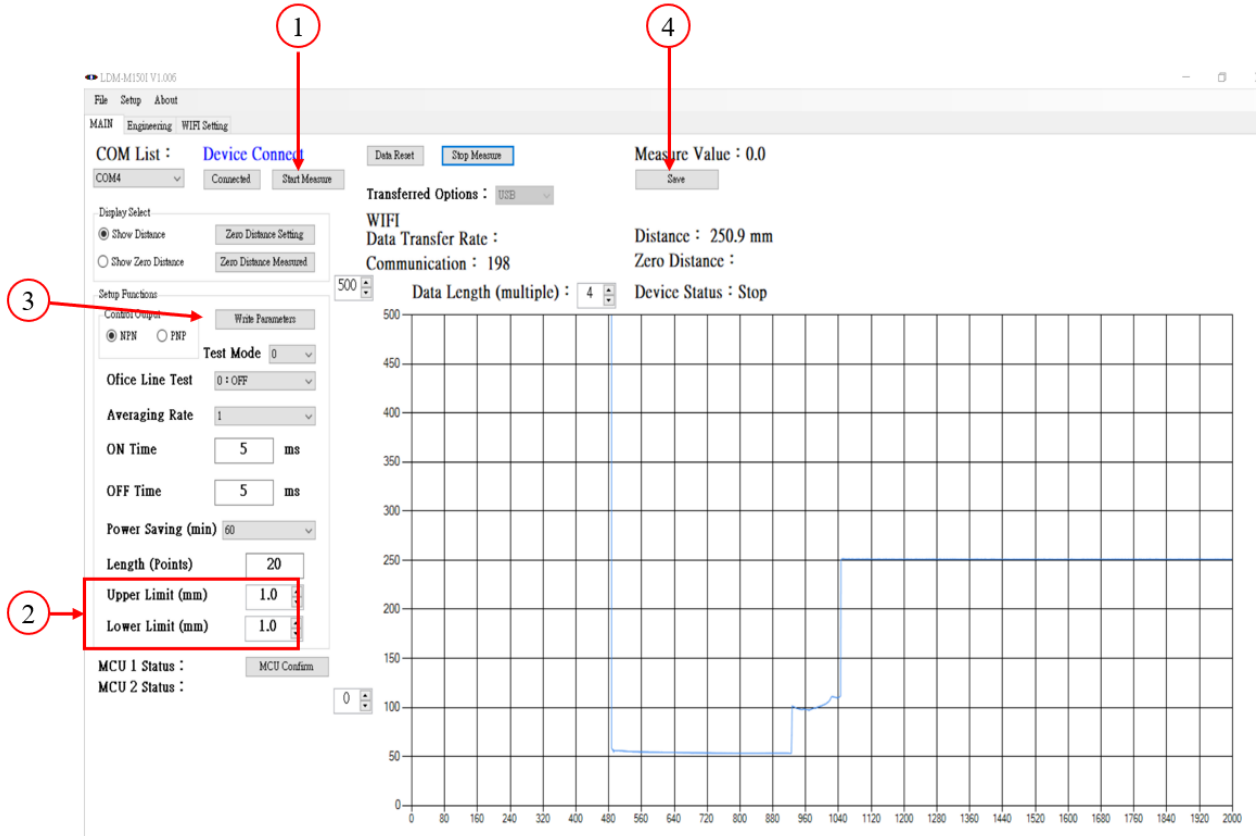 1
4
LDM-M150I V1.006
File Setup About
MAIN Engineering WIFI Setting
COM List : Device Connect Data Reset Stop Measure Measure Value : 0.0
COM4 Connected Start Measure Save
Transferred Options : USB
Display Select
Show Distance Zero Distance Setting
Show Zero Distance Zero Distance Measured
WIFI
Data Transfer Rate : Distance : 250.9 mm
Communication : 198 Zero Distance :
500 Data Length (multiple) : 4 Device Status : Stop
3
Setup Functions
Control Output Write Parameters
NPN PNP
Test Mode 0
Ofice Line Test 0 : OFF
Averaging Rate 1
ON Time 5 ms
OFF Time 5 ms
Power Saving (min) 60
Length (Points) 20
2
Upper Limit (mm) 1.0
Lower Limit (mm) 1.0
MCU 1 Status : MCU Confirm
MCU 2 Status :
0
500
450
400
350
300
250
200
150
100
50
0
0 80 160 240 320 400 480 560 640 720 800 880 960 1040 1120 1200 1280 1360 1440 1520 1600 1680 1760 1840 1920 2000